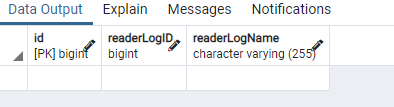 Data Output Explain Messages Notifications
id readerLogID readerLogName
[PK] bigint bigint character varying (255)